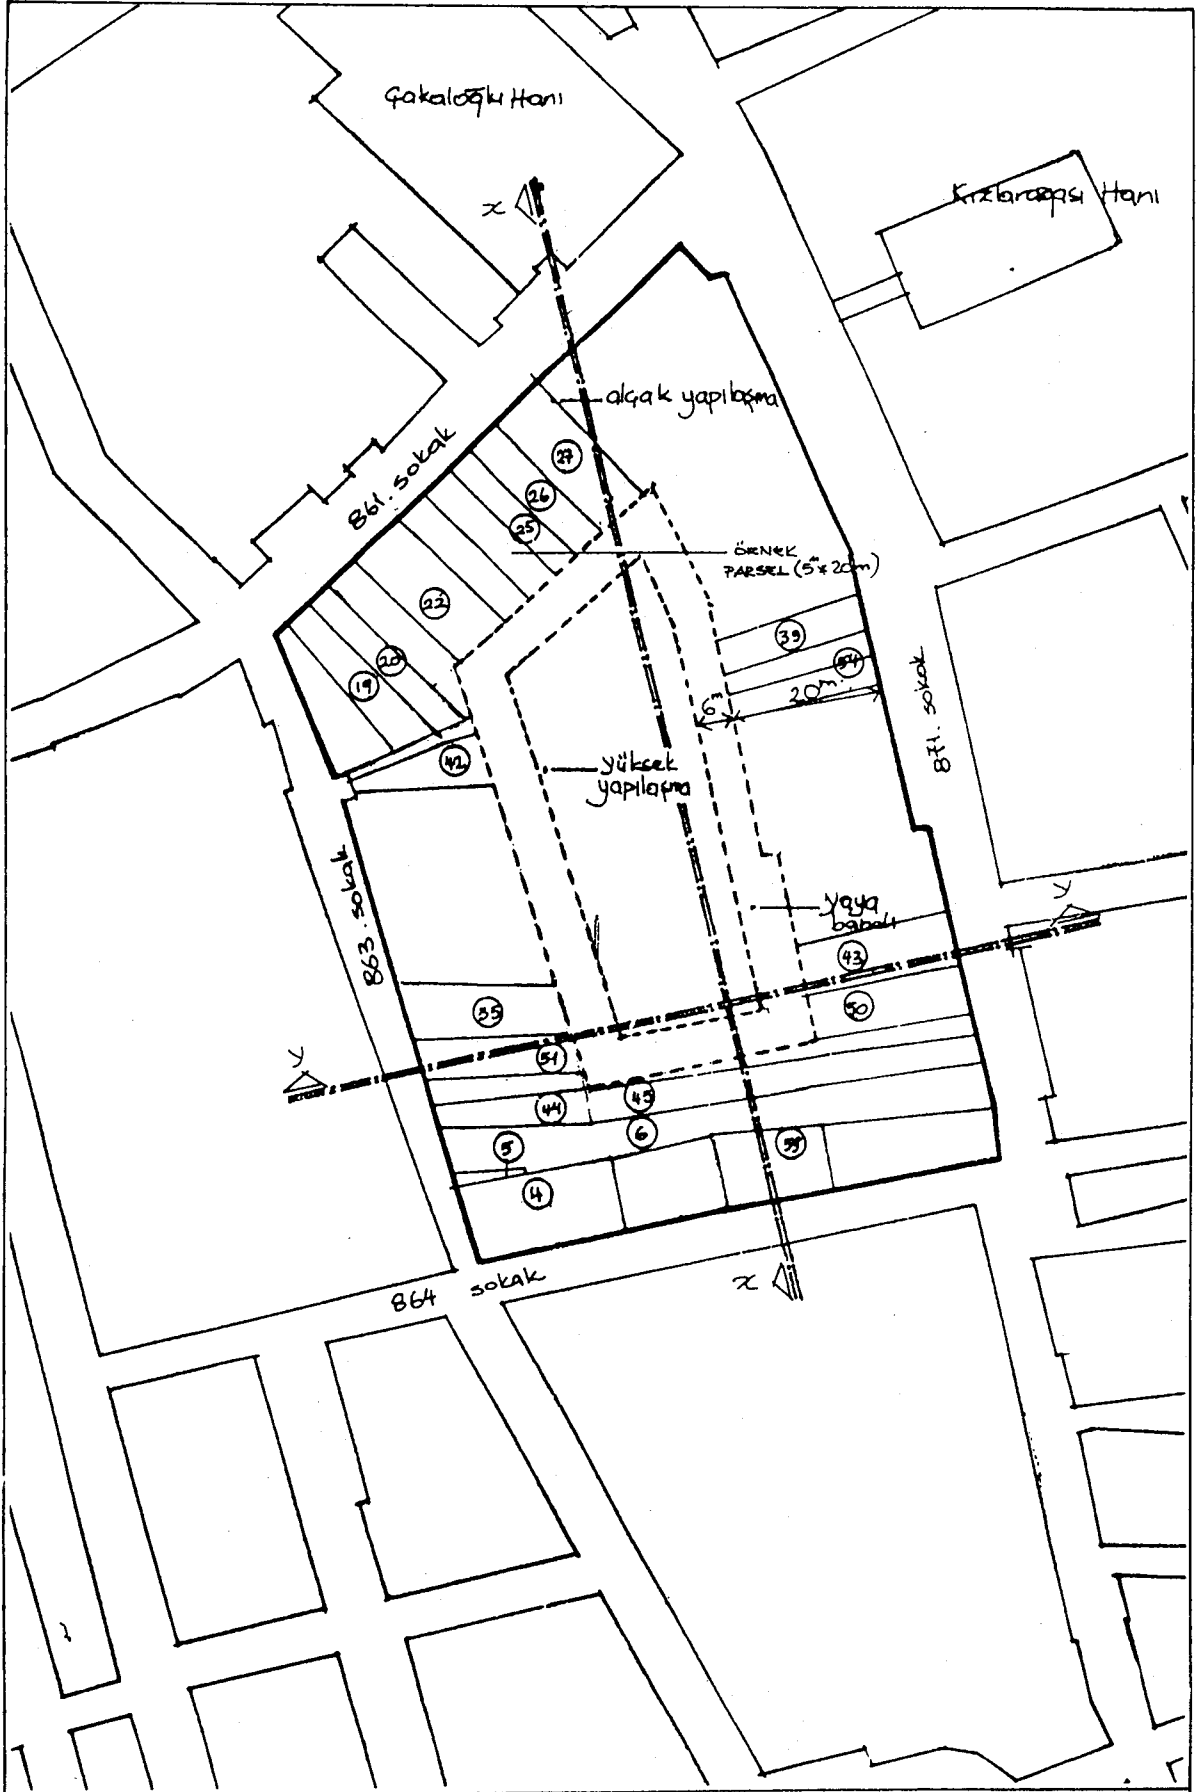 Çakaloğlu Hanı
Kızlarağası Hanı
x
alçak yapılaşma
861. sokak
27
26
25
ÖRNEK
PARSEL (5m x 20m)
22
39
20
54
19
20m.
6m
871. sokak
42
yüksek
yapılaşma
863. sokak
yaya
y
43
35
50
51
y
45
44
6
5
59
4
x
864 sokak